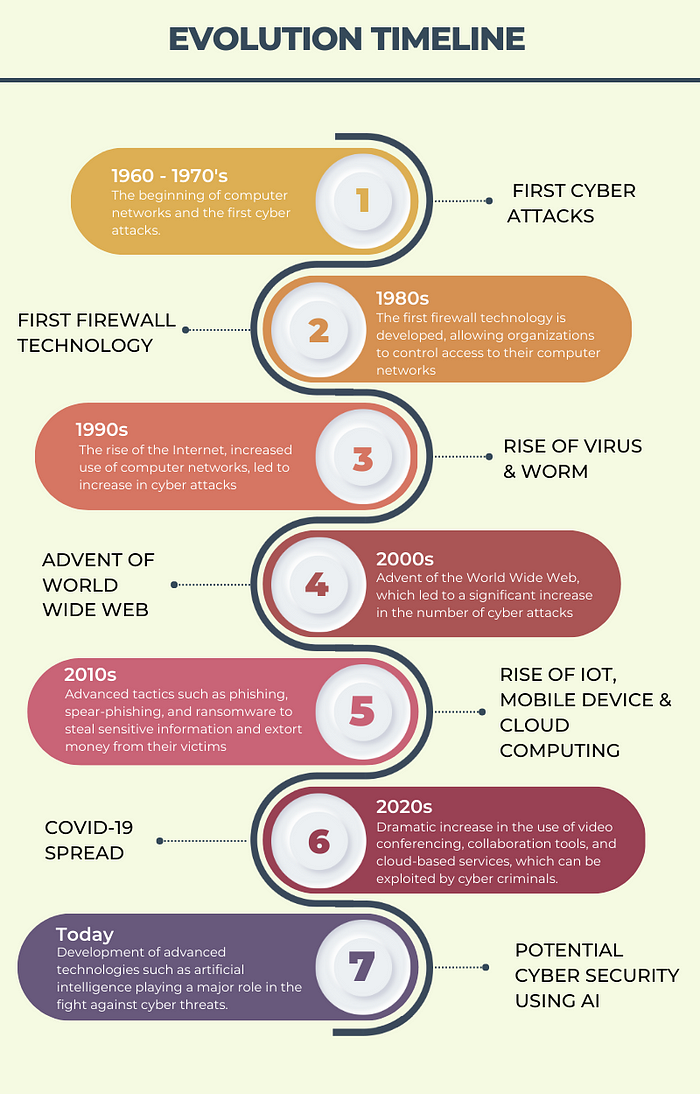 EVOLUTION TIMELINE
1960 - 1970's
The beginning of computer
networks and the first cyber
attacks.
1
FIRST CYBER
ATTACKS
FIRST FIREWALL
TECHNOLOGY
2
1980s
The first firewall technology is
developed, allowing organizations
to control access to their computer
networks
1990s
The rise of the Internet, increased
use of computer networks, led to
increase in cyber attacks
3
RISE OF VIRUS
& WORM
ADVENT OF
WORLD
WIDE WEB
4
2000s
Advent of the World Wide Web,
which led to a significant increase
in the number of cyber attacks
2010s
Advanced tactics such as phishing,
spear-phishing, and ransomware to
steal sensitive information and extort
money from their victims
5
RISE OF IOT,
MOBILE DEVICE &
CLOUD
COMPUTING
COVID-19
SPREAD
6
2020s
Dramatic increase in the use of video
conferencing, collaboration tools, and
cloud-based services, which can be
exploited by cyber criminals.
Today
Development of advanced
technologies such as artificial
intelligence playing a major role in the
fight against cyber threats.
7
POTENTIAL
CYBER SECURITY
USING AI